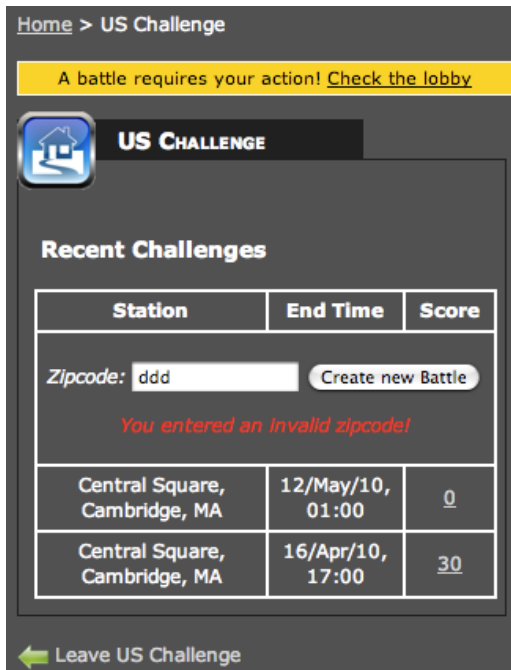 Home > US Challenge
A battle requires your action! Check the lobby
US CHALLENGE
Recent Challenges
Station End Time Score
Zipcode: ddd Create new Battle
You entered an invalid zipcode!
Central Square, Cambridge, MA 12/May/10, 01:00 0
Central Square, Cambridge, MA 16/Apr/10, 17:00 30
Leave US Challenge